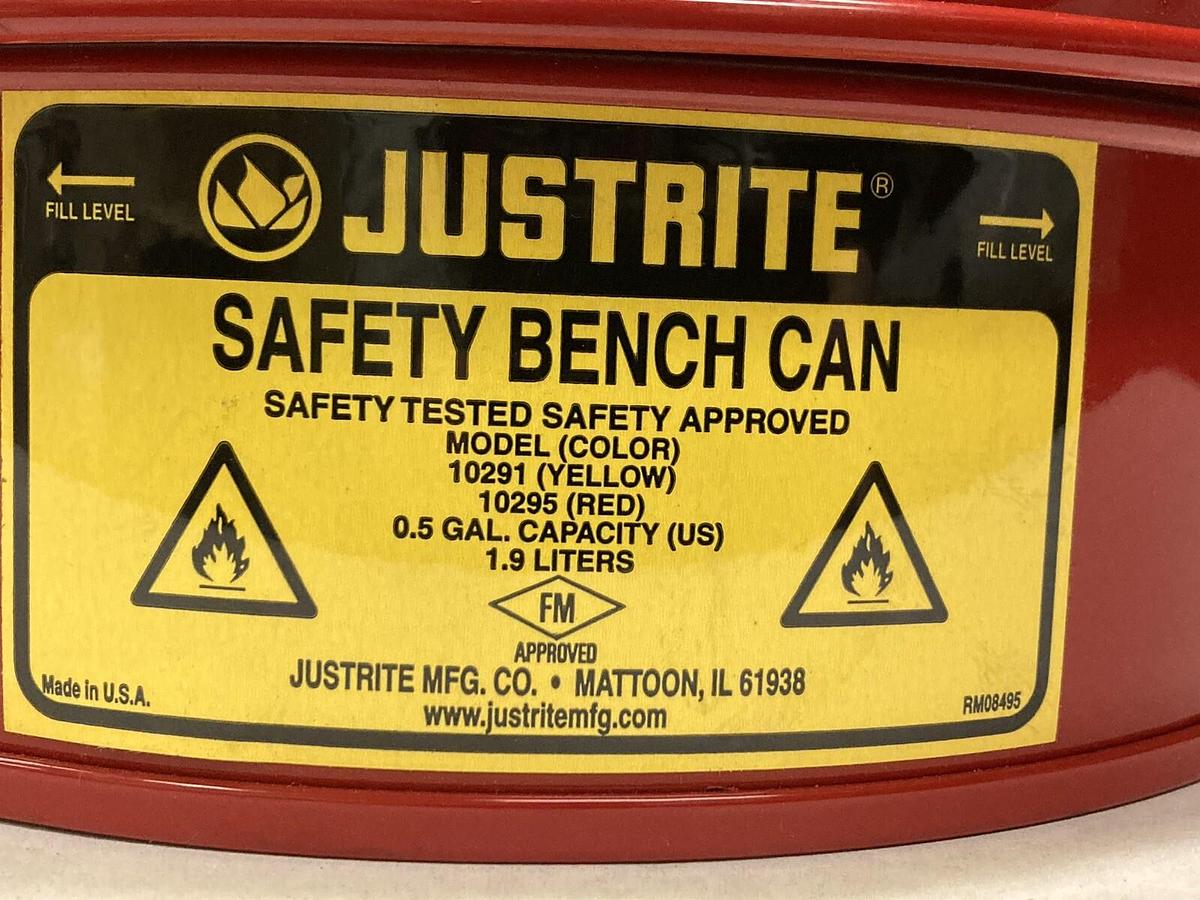 FILL LEVEL
JUSTRITE®
FILL LEVEL
SAFETY BENCH CAN
SAFETY TESTED SAFETY APPROVED
MODEL (COLOR)
10291 (YELLOW)
10295 (RED)
0.5 GAL. CAPACITY (US)
1.9 LITERS
FM
APPROVED
JUSTRITE MFG. CO. • MATTOON, IL 61938
www.justritemfg.com
Made in U.S.A.
RM08495